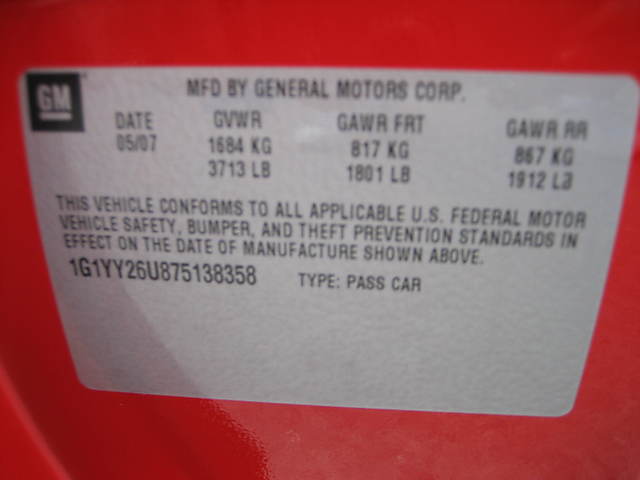 GM
MFD BY GENERAL MOTORS CORP.
DATE GVWR GAWR FRT GAWR RR
05/07 1684 KG 817 KG 867 KG
3713 LB 1801 LB 1912 LB
THIS VEHICLE CONFORMS TO ALL APPLICABLE U.S. FEDERAL MOTOR
VEHICLE SAFETY, BUMPER, AND THEFT PREVENTION STANDARDS IN
EFFECT ON THE DATE OF MANUFACTURE SHOWN ABOVE.
1G1YY26U875138358 TYPE: PASS CAR